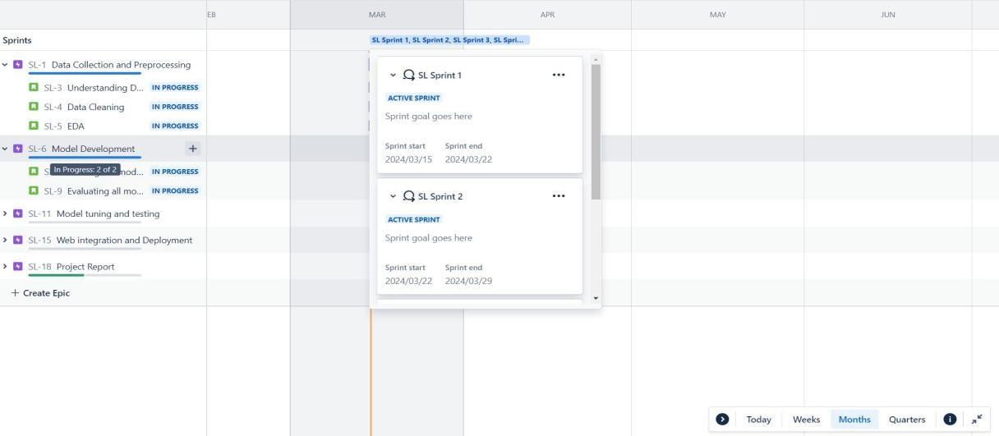 EB MAR APR MAY JUN
Sprints
SL Sprint 1, SL Sprint 2, SL Sprint 3, SL Spri...
SL-1 Data Collection and Preprocessing
SL-3 Understanding D... IN PROGRESS
SL-4 Data Cleaning IN PROGRESS
SL-5 EDA IN PROGRESS
SL-6 Model Development +
In Progress: 2 of 2
mod... IN PROGRESS
SL-9 Evaluating all mo... IN PROGRESS
SL-11 Model tuning and testing
SL-15 Web integration and Deployment
SL-18 Project Report
+ Create Epic
SL Sprint 1 •••
ACTIVE SPRINT
Sprint goal goes here
Sprint start Sprint end
2024/03/15 2024/03/22
SL Sprint 2 •••
ACTIVE SPRINT
Sprint goal goes here
Sprint start Sprint end
2024/03/22 2024/03/29
Today Weeks Months Quarters